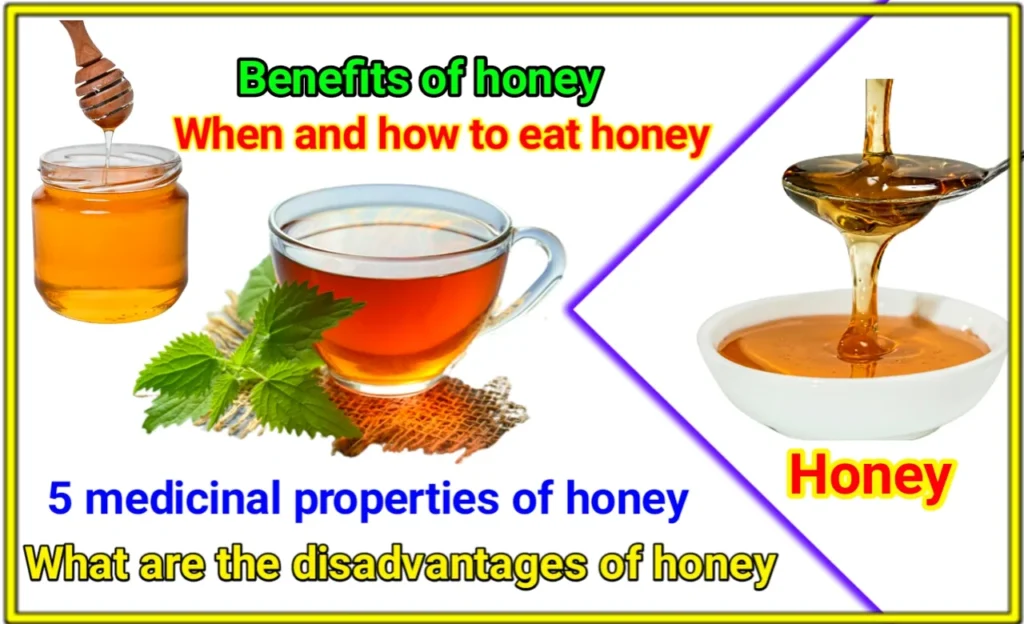 Benefits of honey
When and how to eat honey
Honey
5 medicinal properties of honey
What are the disadvantages of honey